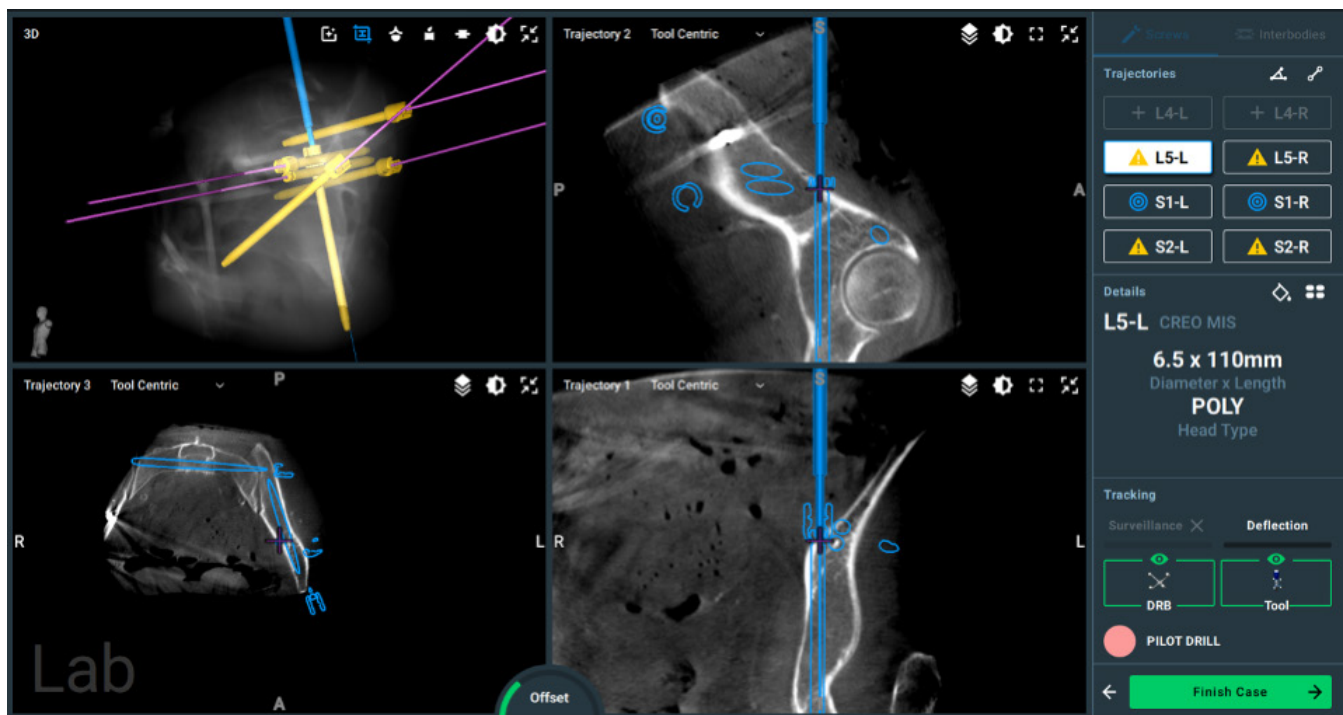 3D
Trajectory 2 Tool Centric
S
P
A
Trajectory 3 Tool Centric
P
R
L
A
Lab
Trajectory 1 Tool Centric
S
R
L
Offset
Screws Interbodies
Trajectories
+ L4-L + L4-R
L5-L L5-R
S1-L S1-R
S2-L S2-R
Details
L5-L CREO MIS
6.5 x 110mm
Diameter x Length
POLY
Head Type
Tracking
Surveillance Deflection
DRB Tool
PILOT DRILL
Finish Case